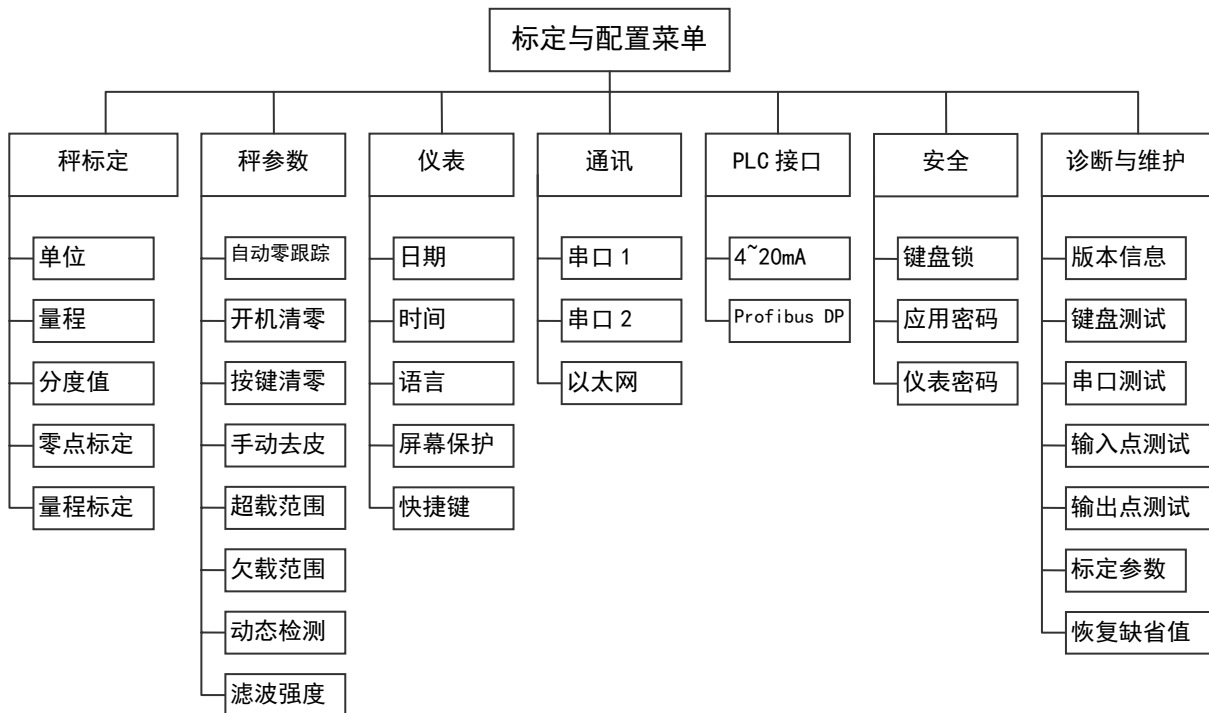 标定与配置菜单
秤标定
秤参数
仪表
通讯
PLC 接口
安全
诊断与维护
单位
量程
分度值
零点标定
量程标定
自动零跟踪
开机清零
按键清零
手动去皮
超载范围
欠载范围
动态检测
滤波强度
日期
时间
语言
屏幕保护
快捷键
串口 1
串口 2
以太网
4~20mA
Profibus DP
键盘锁
应用密码
仪表密码
版本信息
键盘测试
串口测试
输入点测试
输出点测试
标定参数
恢复缺省值